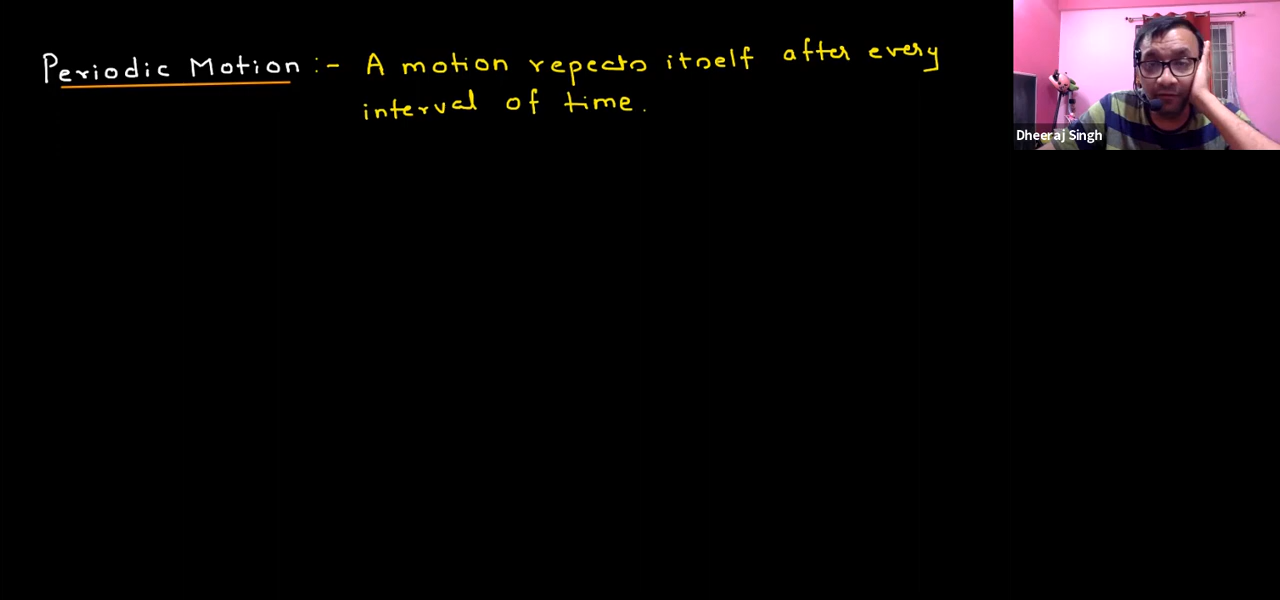 Periodic Motion :- A motion repeats itself after every
interval of time.
Dheeraj Singh